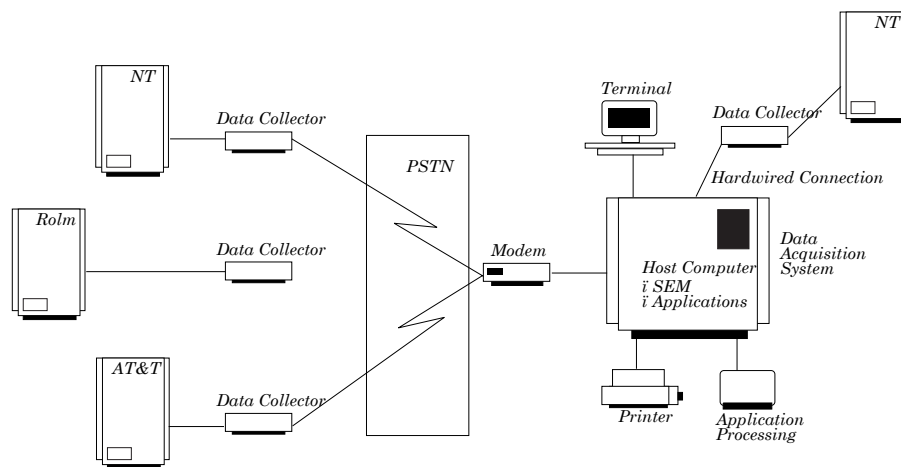 NT
NT
Terminal
Data Collector
Data Collector
PSTN
Hardwired Connection
Rolm
Data Collector
Modem
Data
Acquisition
System
Host Computer
ï SEM
ï Applications
AT&T
Data Collector
Printer
Application
Processing